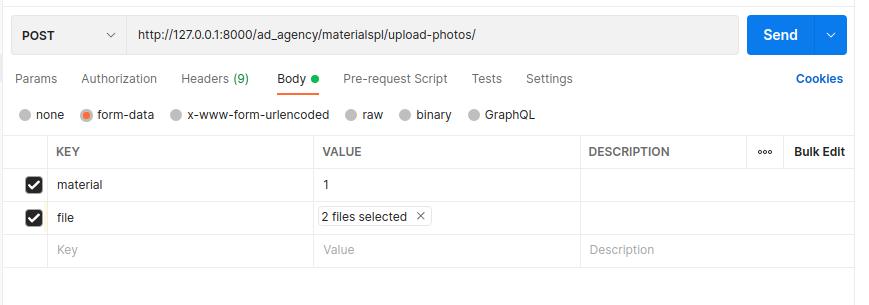 POST http://127.0.0.1:8000/ad_agency/materialspl/upload-photos/ Send
Params Authorization Headers (9) Body Pre-request Script Tests Settings Cookies
none form-data x-www-form-urlencoded raw binary GraphQL
KEY VALUE DESCRIPTION ooo Bulk Edit
material 1
file 2 files selected ×
Key Value Description